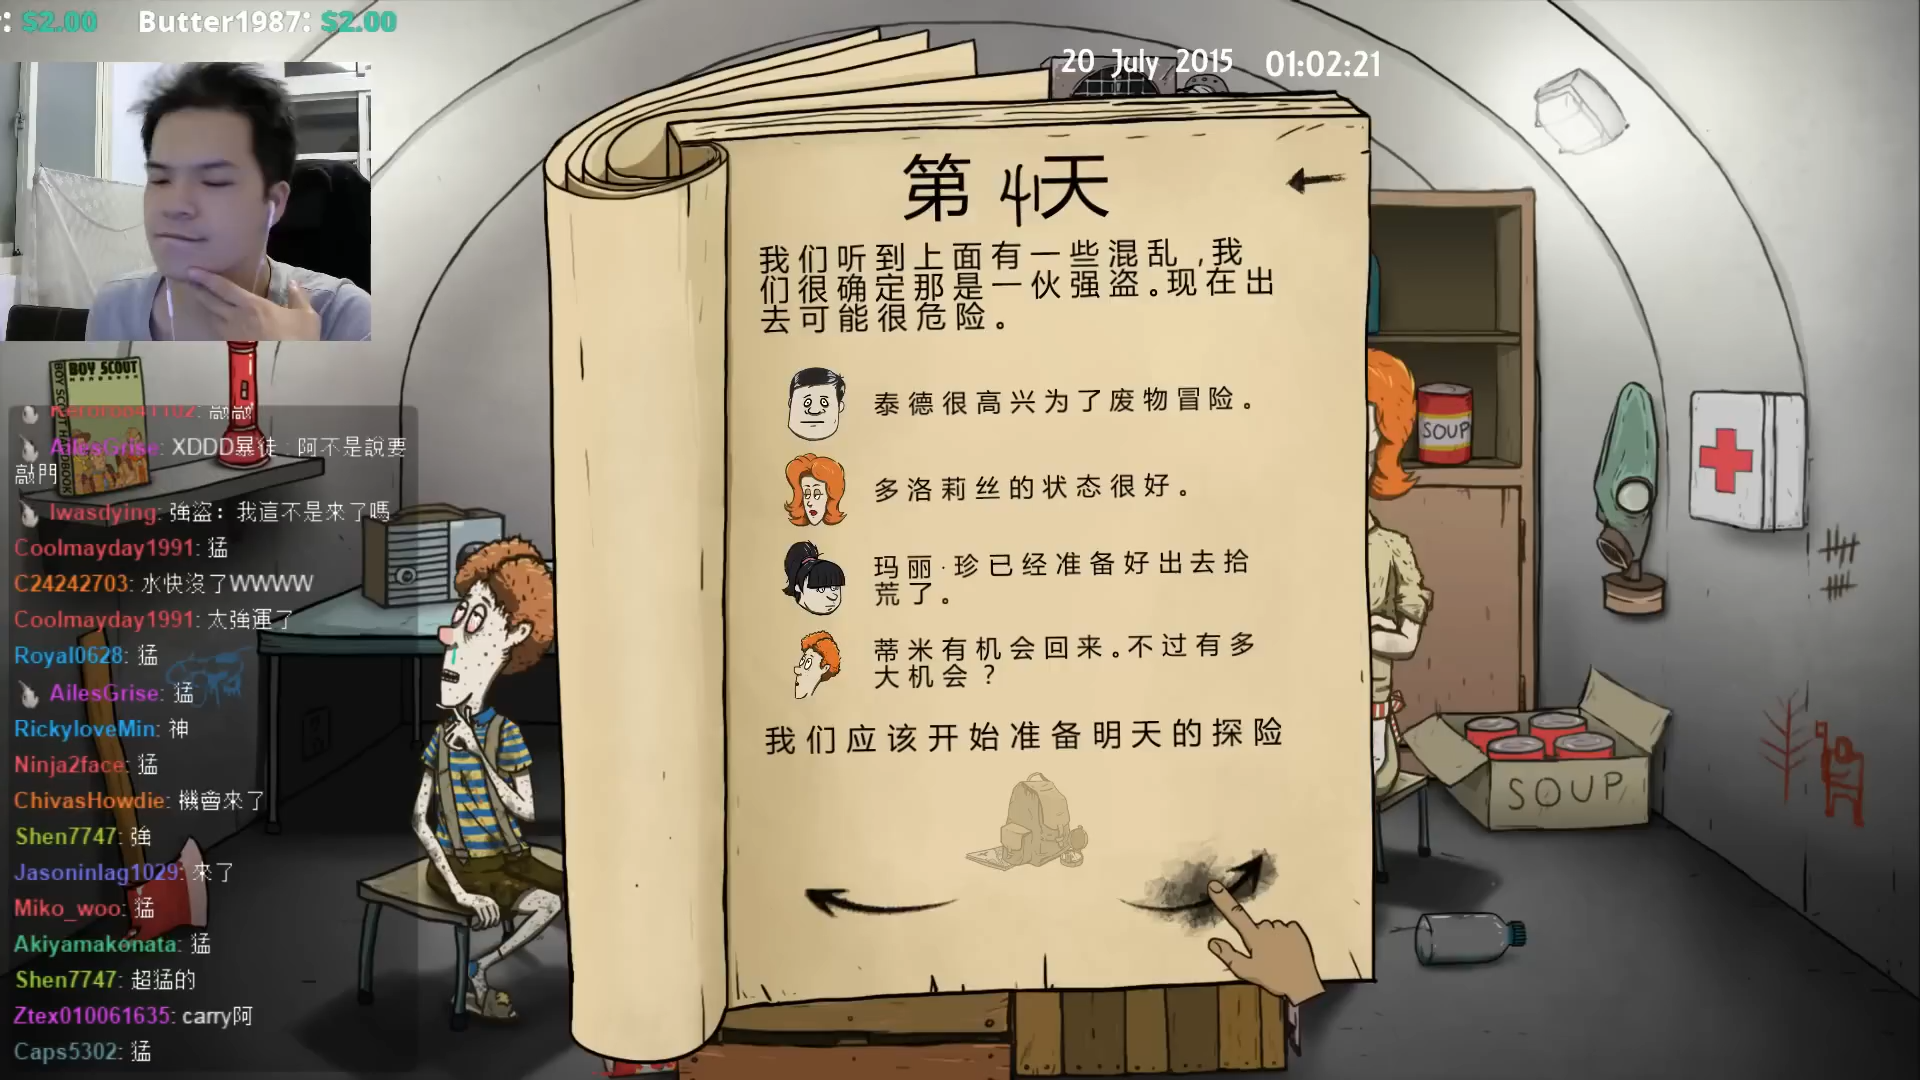 : $2.00 Butter1987: $2.00
20 July 2015 01:02:21
第41天
我们听到上面有一些混乱,我
们很确定那是一伙强盗。现在出
去可能很危险。
泰德很高兴为了废物冒险。
多洛莉丝的状态很好。
玛丽·珍已经准备好出去拾
荒了。
蒂米有机会回来。不过有多
大机会?
我们应该开始准备明天的探险
BOY SCOUT
SOUP
SOUP
AilesGrise: XDDD暴徒：阿不是說要
敲門
Iwasdying: 強盜：我這不是來了嗎
Coolmayday1991: 猛
C24242703: 水快沒了WWWW
Coolmayday1991: 太強運了
Royal0628: 猛
AilesGrise: 猛
RickyloveMin: 神
Ninja2face: 猛
ChivasHowdie: 機會來了
Shen7747: 強
Jasoninlag1029: 來了
Miko_woo: 猛
Akiyamakonata: 猛
Shen7747: 超猛的
Ztex010061635: carry阿
Caps5302: 猛